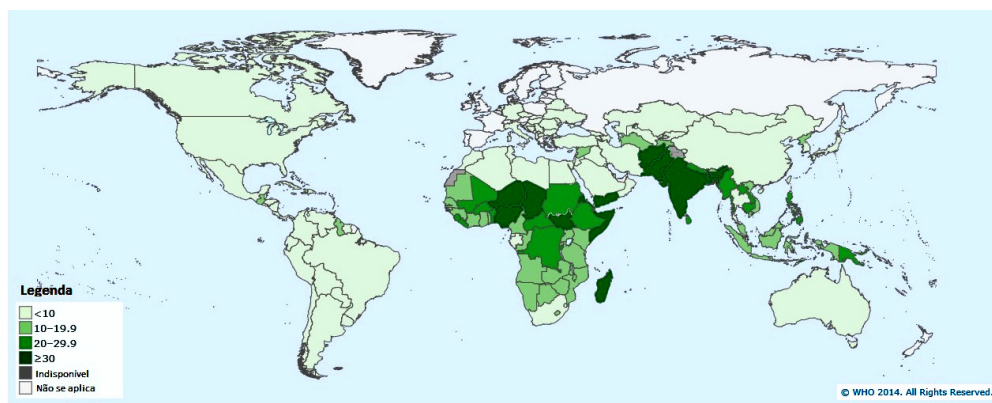 Legenda
<10
10–19.9
20–29.9
≥30
Indisponível
Não se aplica
© WHO 2014. All Rights Reserved.